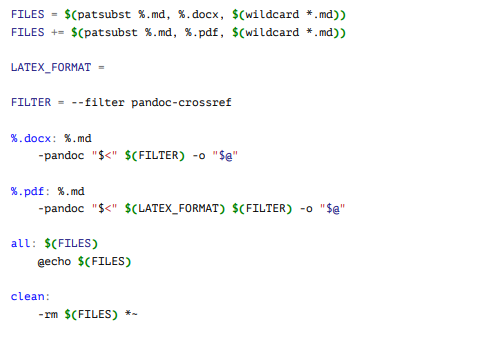 FILES = $(patsubst %.md, %.docx, $(wildcard *.md))
FILES += $(patsubst %.md, %.pdf, $(wildcard *.md))

LATEX_FORMAT =

FILTER = --filter pandoc-crossref

%.docx: %.md
    -pandoc "$<" $(FILTER) -o "$@"

%.pdf: %.md
    -pandoc "$<" $(LATEX_FORMAT) $(FILTER) -o "$@"

all: $(FILES)
    @echo $(FILES)

clean:
    -rm $(FILES) *~